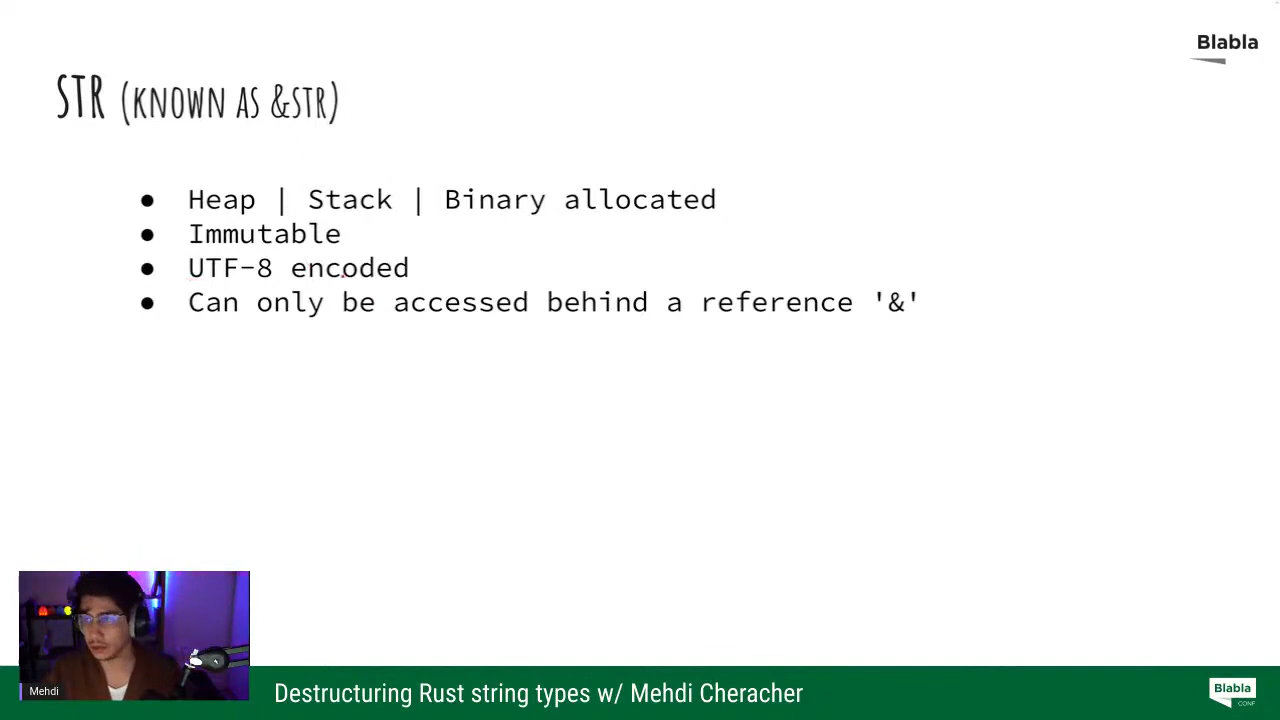 Blabla
STR (KNOWN AS &STR)
● Heap | Stack | Binary allocated
● Immutable
● UTF-8 encoded
● Can only be accessed behind a reference '&'
Mehdi
Destructuring Rust string types w/ Mehdi Cheracher
Blabla
CONF